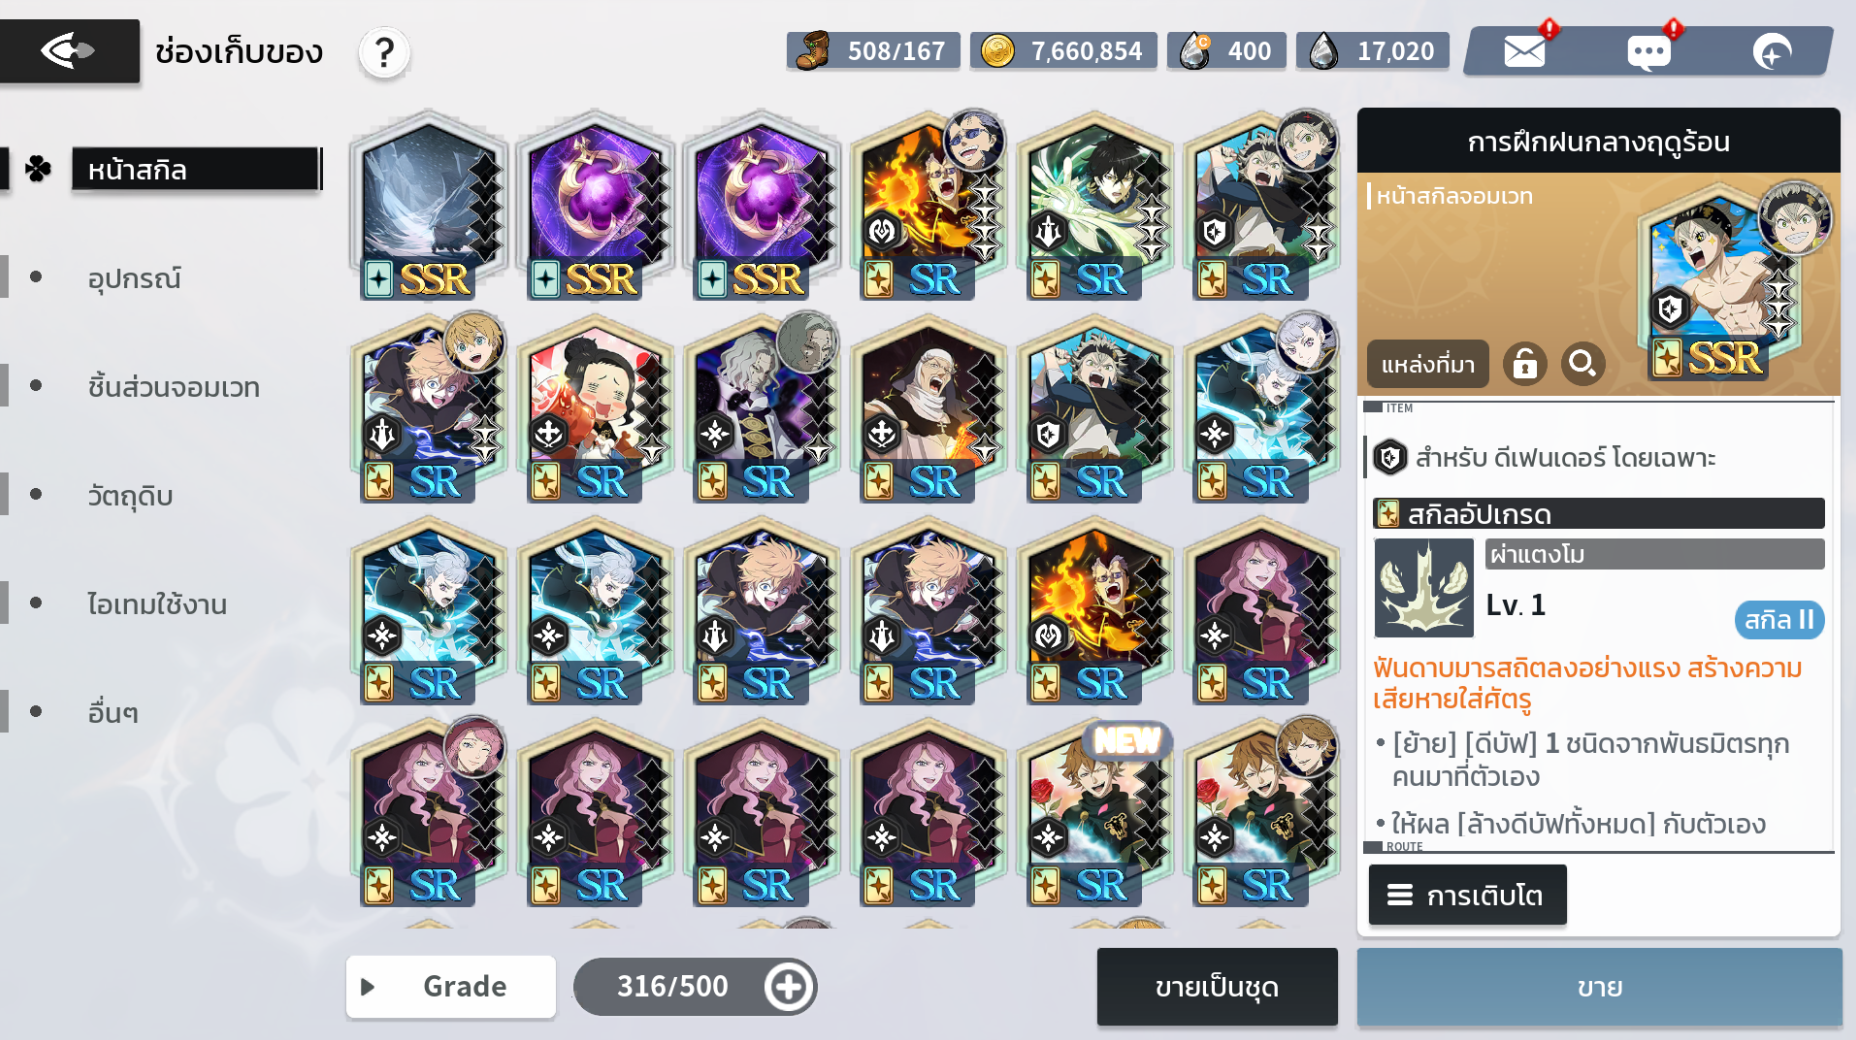 ช่องเก็บของ
?
508/167
7,660,854
400
17,020
หน้าสกิล
อุปกรณ์
ชิ้นส่วนจอมเวท
วัตถุดิบ
ไอเทมใช้งาน
อื่นๆ
SSR SSR SSR SR SR SR
SR SR SR SR SR SR
SR SR SR SR SR SR
NEW
SR SR SR SR SR SR
Grade
316/500
ขายเป็นชุด
การฝึกฝนกลางฤดูร้อน
หน้าสกิลจอมเวท
แหล่งที่มา
SSR
ITEM
สำหรับ ดีเฟนเดอร์ โดยเฉพาะ
สกิลอัปเกรด
ผ่าแตงโม
Lv. 1
สกิล II
ฟันดาบมารสถิตลงอย่างแรง สร้างความ
เสียหายใส่ศัตรู
• [ย้าย] [ดีบัฟ] 1 ชนิดจากพันธมิตรทุก
คนมาที่ตัวเอง
• ให้ผล [ล้างดีบัฟทั้งหมด] กับตัวเอง
ROUTE
การเติบโต
ขาย